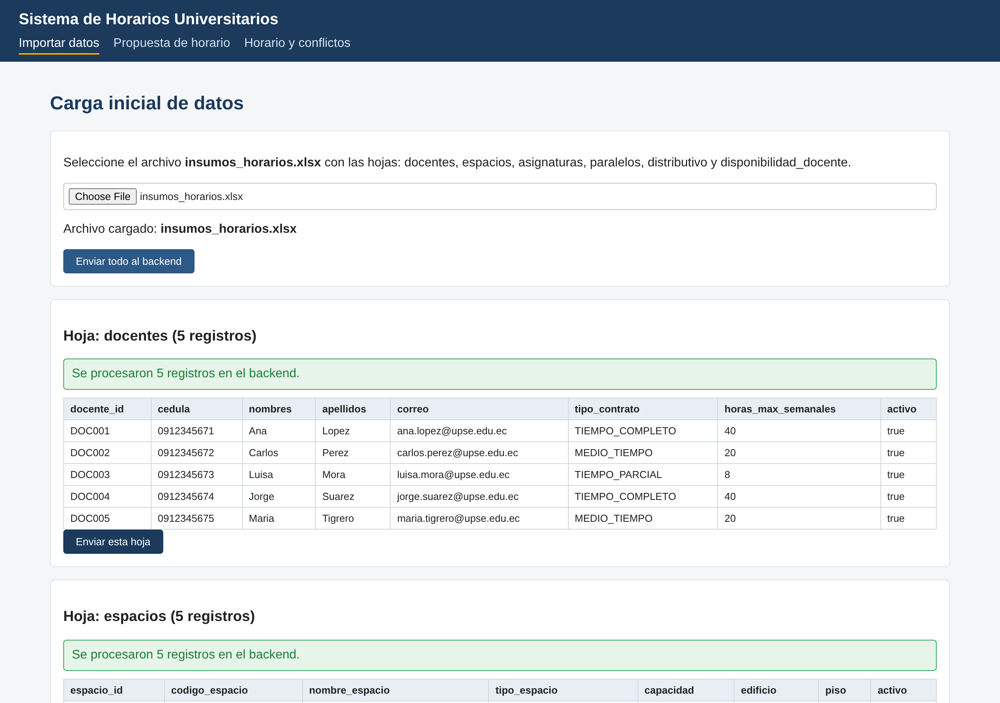 Sistema de Horarios Universitarios
Importar datos Propuesta de horario Horario y conflictos
Carga inicial de datos
Seleccione el archivo insumos_horarios.xlsx con las hojas: docentes, espacios, asignaturas, paralelos, distributivo y disponibilidad_docente.
Choose File insumos_horarios.xlsx
Archivo cargado: insumos_horarios.xlsx
Enviar todo al backend
Hoja: docentes (5 registros)
Se procesaron 5 registros en el backend.
docente_id cedula nombres apellidos correo tipo_contrato horas_max_semanales activo
DOC001 0912345671 Ana Lopez ana.lopez@upse.edu.ec TIEMPO_COMPLETO 40 true
DOC002 0912345672 Carlos Perez carlos.perez@upse.edu.ec MEDIO_TIEMPO 20 true
DOC003 0912345673 Luisa Mora luisa.mora@upse.edu.ec TIEMPO_PARCIAL 8 true
DOC004 0912345674 Jorge Suarez jorge.suarez@upse.edu.ec TIEMPO_COMPLETO 40 true
DOC005 0912345675 Maria Tigrero maria.tigrero@upse.edu.ec MEDIO_TIEMPO 20 true
Enviar esta hoja
Hoja: espacios (5 registros)
Se procesaron 5 registros en el backend.
espacio_id codigo_espacio nombre_espacio tipo_espacio capacidad edificio piso activo